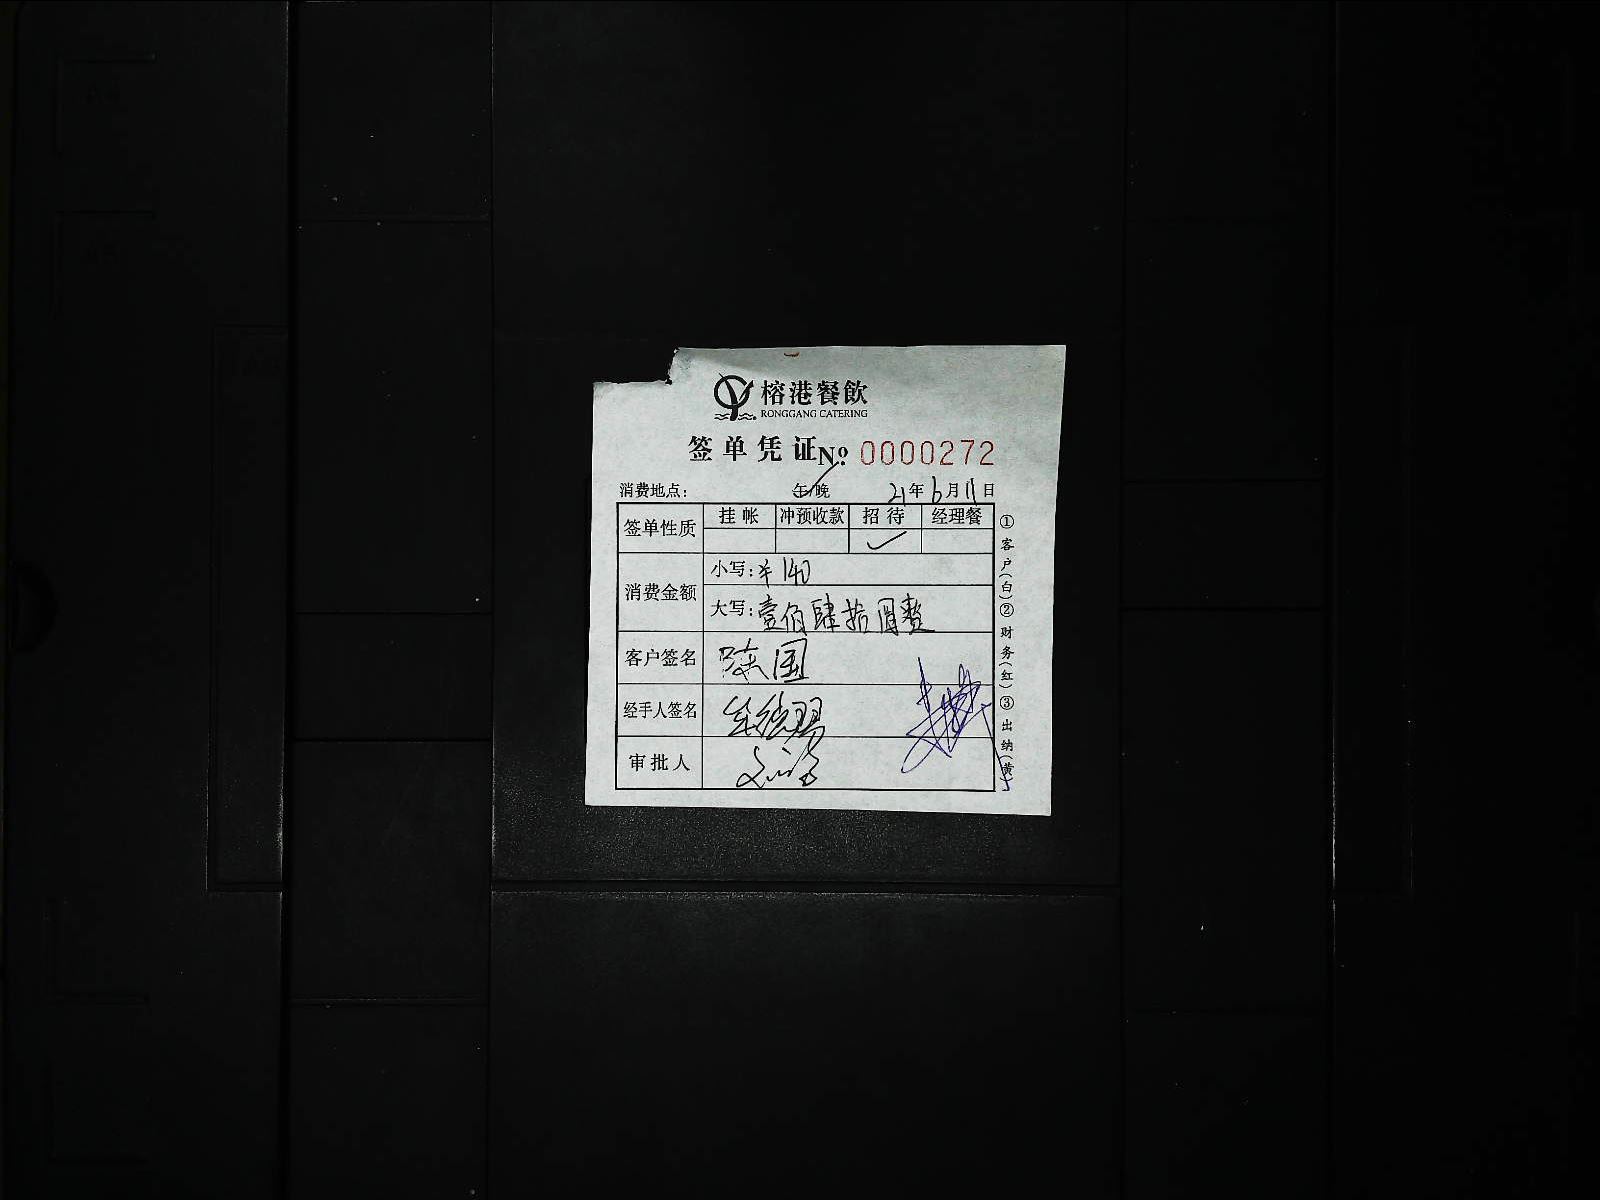 榕港餐飲
RONGGANG CATERING
签单凭证 № 0000272
消费地点： 午/晚 21年6月11日
签单性质 挂帐 冲预收款 招待 经理餐
✓
消费金额 小写：¥140
大写：壹佰肆拾圆整
客户签名 陈国
经手人签名
审批人
①客户(白)②财务(红)③出纳(黄)